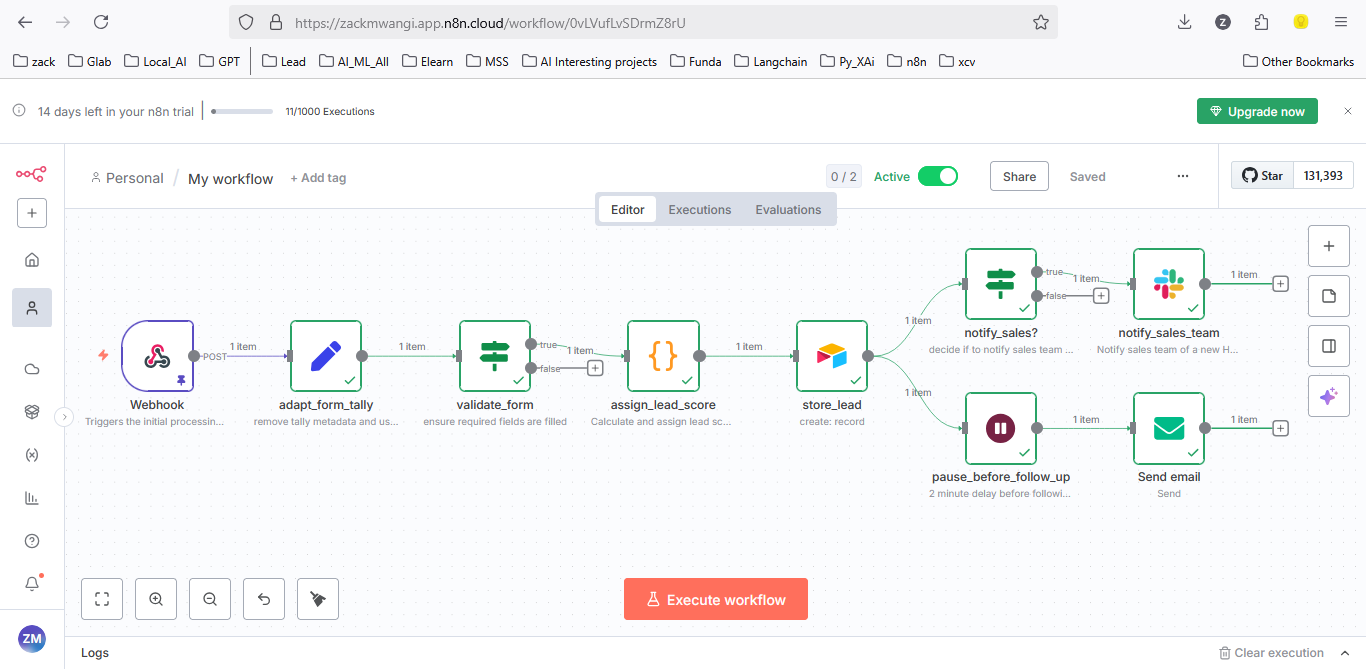 https://zackmwangi.app.n8n.cloud/workflow/0vLVufLvSDrmZ8rU
Z
zack Glab Local_AI GPT Lead AI_ML_All Elearn MSS AI Interesting projects Funda Langchain Py_XAi n8n xcv Other Bookmarks
14 days left in your n8n trial 11/1000 Executions Upgrade now
Personal / My workflow + Add tag 0 / 2 Active Share Saved ... Star 131,393
Editor Executions Evaluations
true 1 item 1 item
false
1 item
notify_sales? notify_sales_team
decide if to notify sales team ... Notify sales team of a new H...
POST 1 item 1 item true 1 item 1 item
false
1 item
Webhook adapt_form_tally validate_form assign_lead_score store_lead
Triggers the initial processin... remove tally metadata and us... ensure required fields are filled Calculate and assign lead sc... create: record
1 item 1 item
pause_before_follow_up Send email
2 minute delay before followi... Send
Execute workflow
ZM
Logs Clear execution